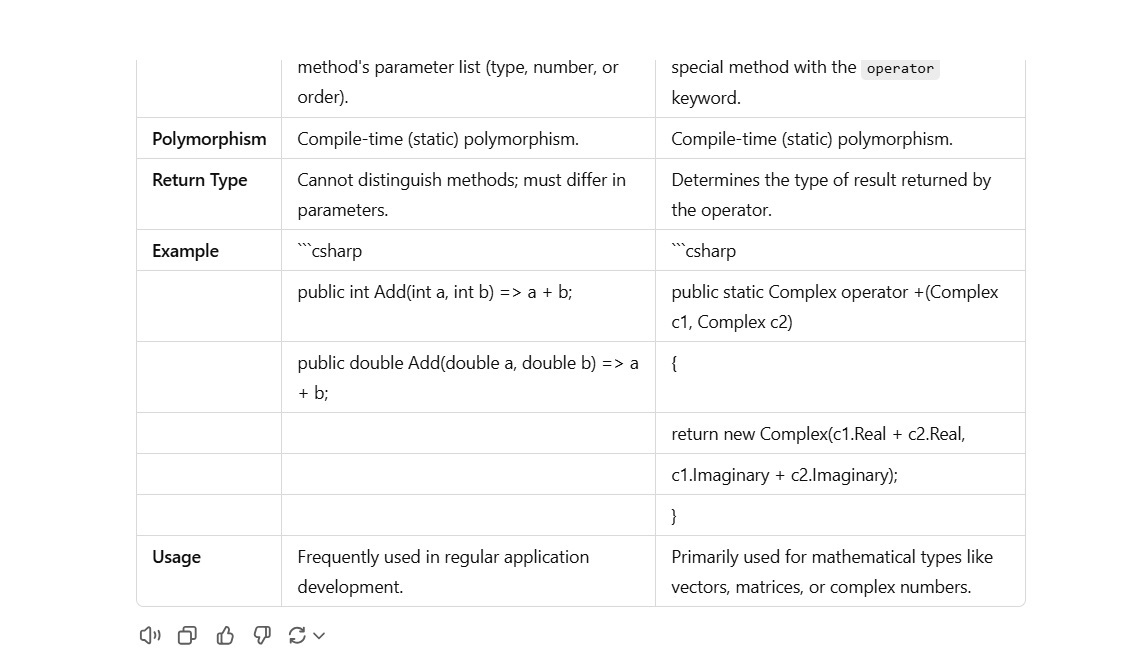 method's parameter list (type, number, or
order).
special method with the operator
keyword.
Polymorphism
Compile-time (static) polymorphism.
Compile-time (static) polymorphism.
Return Type
Cannot distinguish methods; must differ in
parameters.
Determines the type of result returned by
the operator.
Example
```csharp
```csharp
public int Add(int a, int b) => a + b;
public static Complex operator +(Complex
c1, Complex c2)
public double Add(double a, double b) => a
+ b;
{
return new Complex(c1.Real + c2.Real,
c1.Imaginary + c2.Imaginary);
}
Usage
Frequently used in regular application
development.
Primarily used for mathematical types like
vectors, matrices, or complex numbers.